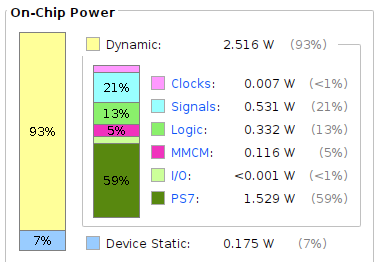 On-Chip Power
Dynamic: 2.516 W (93%)
93%
21%
13%
5%
59%
Clocks: 0.007 W (<1%)
Signals: 0.531 W (21%)
Logic: 0.332 W (13%)
MMCM: 0.116 W (5%)
I/O: <0.001 W (<1%)
PS7: 1.529 W (59%)
7%
Device Static: 0.175 W (7%)